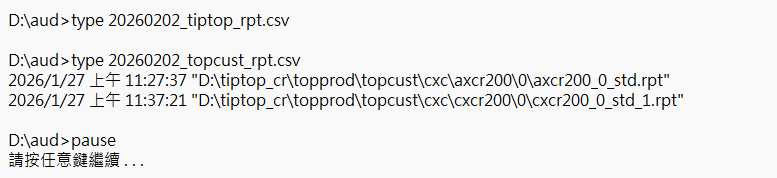 D:\aud>type 20260202_tiptop_rpt.csv
D:\aud>type 20260202_topcust_rpt.csv
2026/1/27 上午 11:27:37 "D:\tiptop_cr\topprod\topcust\cxc\axcr200\0\axcr200_0_std.rpt"
2026/1/27 上午 11:37:21 "D:\tiptop_cr\topprod\topcust\cxc\cxcr200\0\cxcr200_0_std_1.rpt"
D:\aud>pause
請按任意鍵繼續 . . .